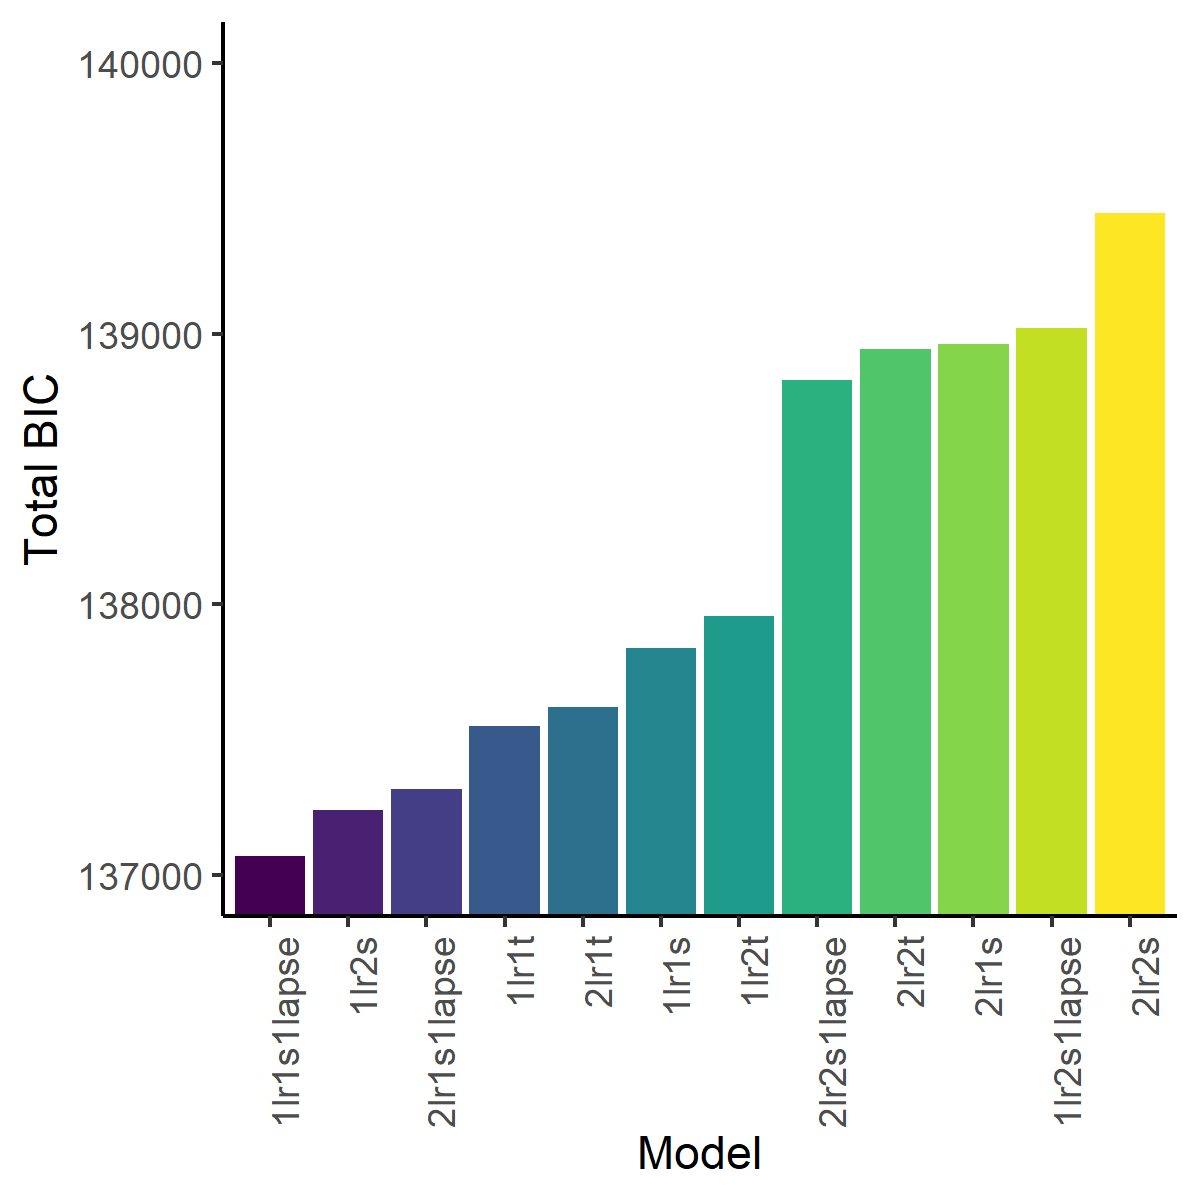 140000
139000
138000
137000
Total BIC
1lr1s1lapse
1lr2s
2lr1s1lapse
1lr1t
2lr1t
1lr1s
1lr2t
2lr2s1lapse
2lr2t
2lr1s
1lr2s1lapse
2lr2s
Model